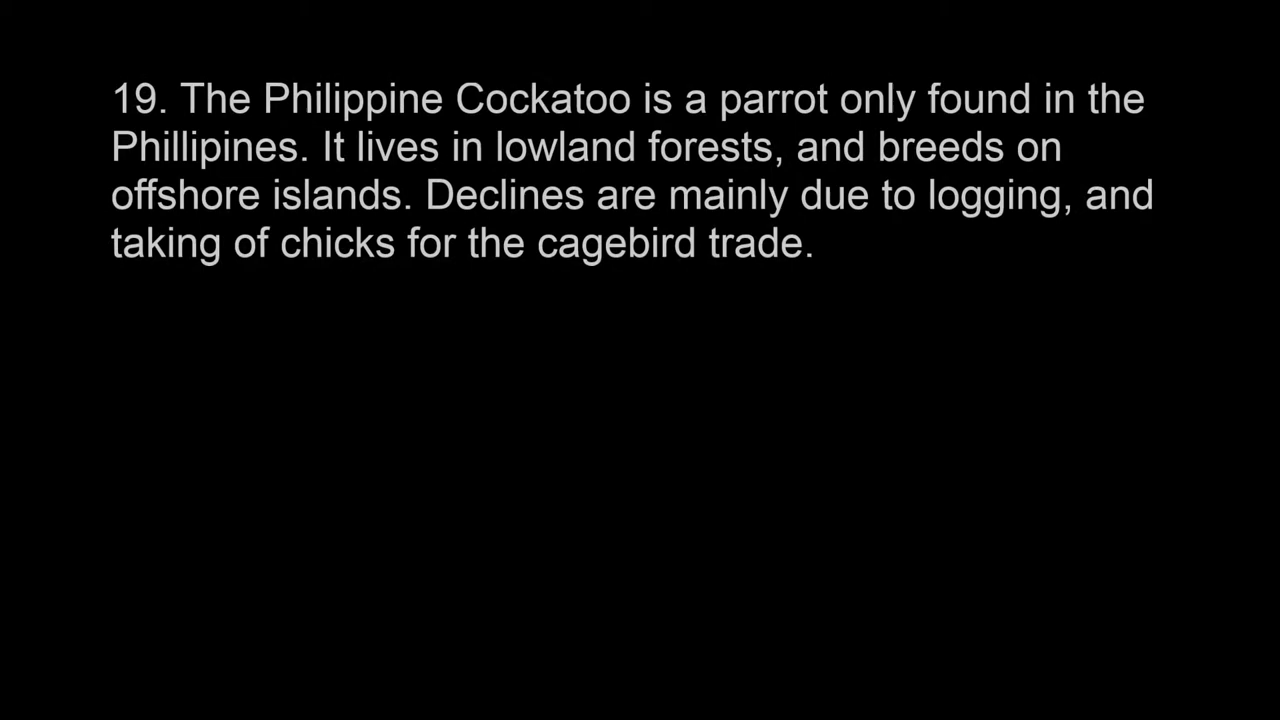 19. The Philippine Cockatoo is a parrot only found in the
Phillipines. It lives in lowland forests, and breeds on
offshore islands. Declines are mainly due to logging, and
taking of chicks for the cagebird trade.